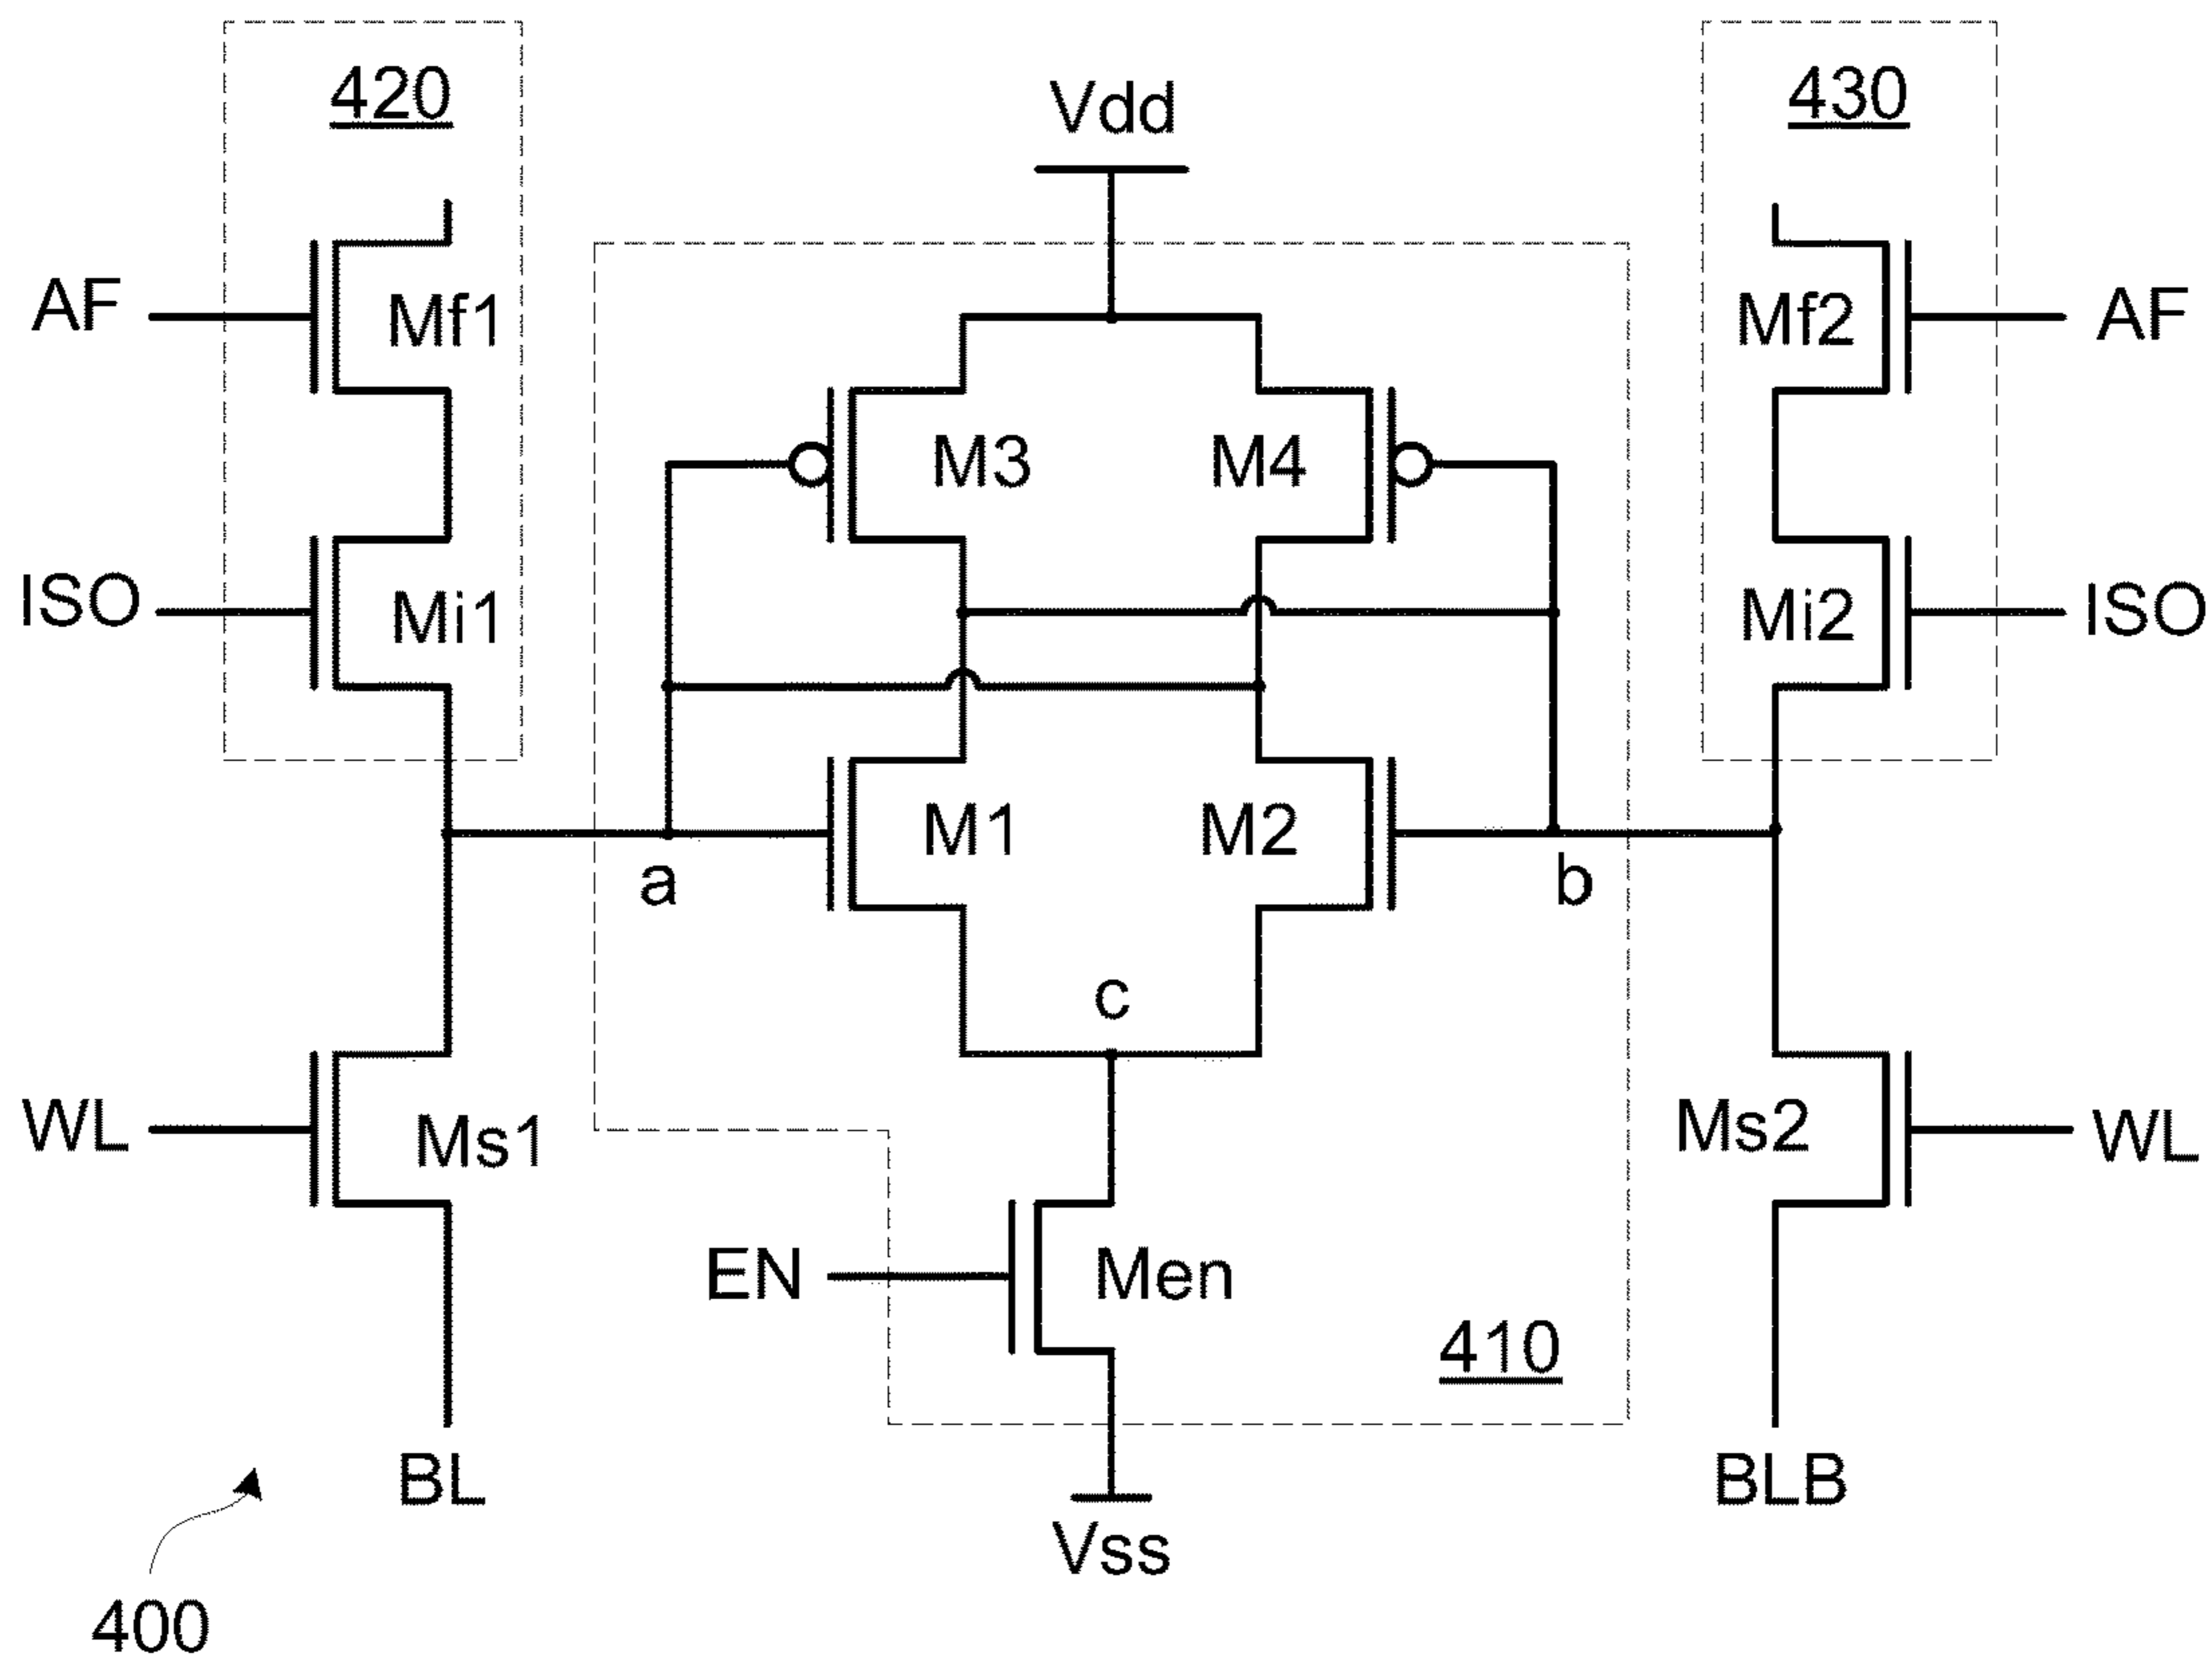 420
430
Vdd
AF
Mf1
Mf2
AF
M3
M4
ISO
Mi1
Mi2
ISO
M1
M2
a
b
c
WL
Ms1
Ms2
WL
EN
Men
410
BL
BLB
Vss
400